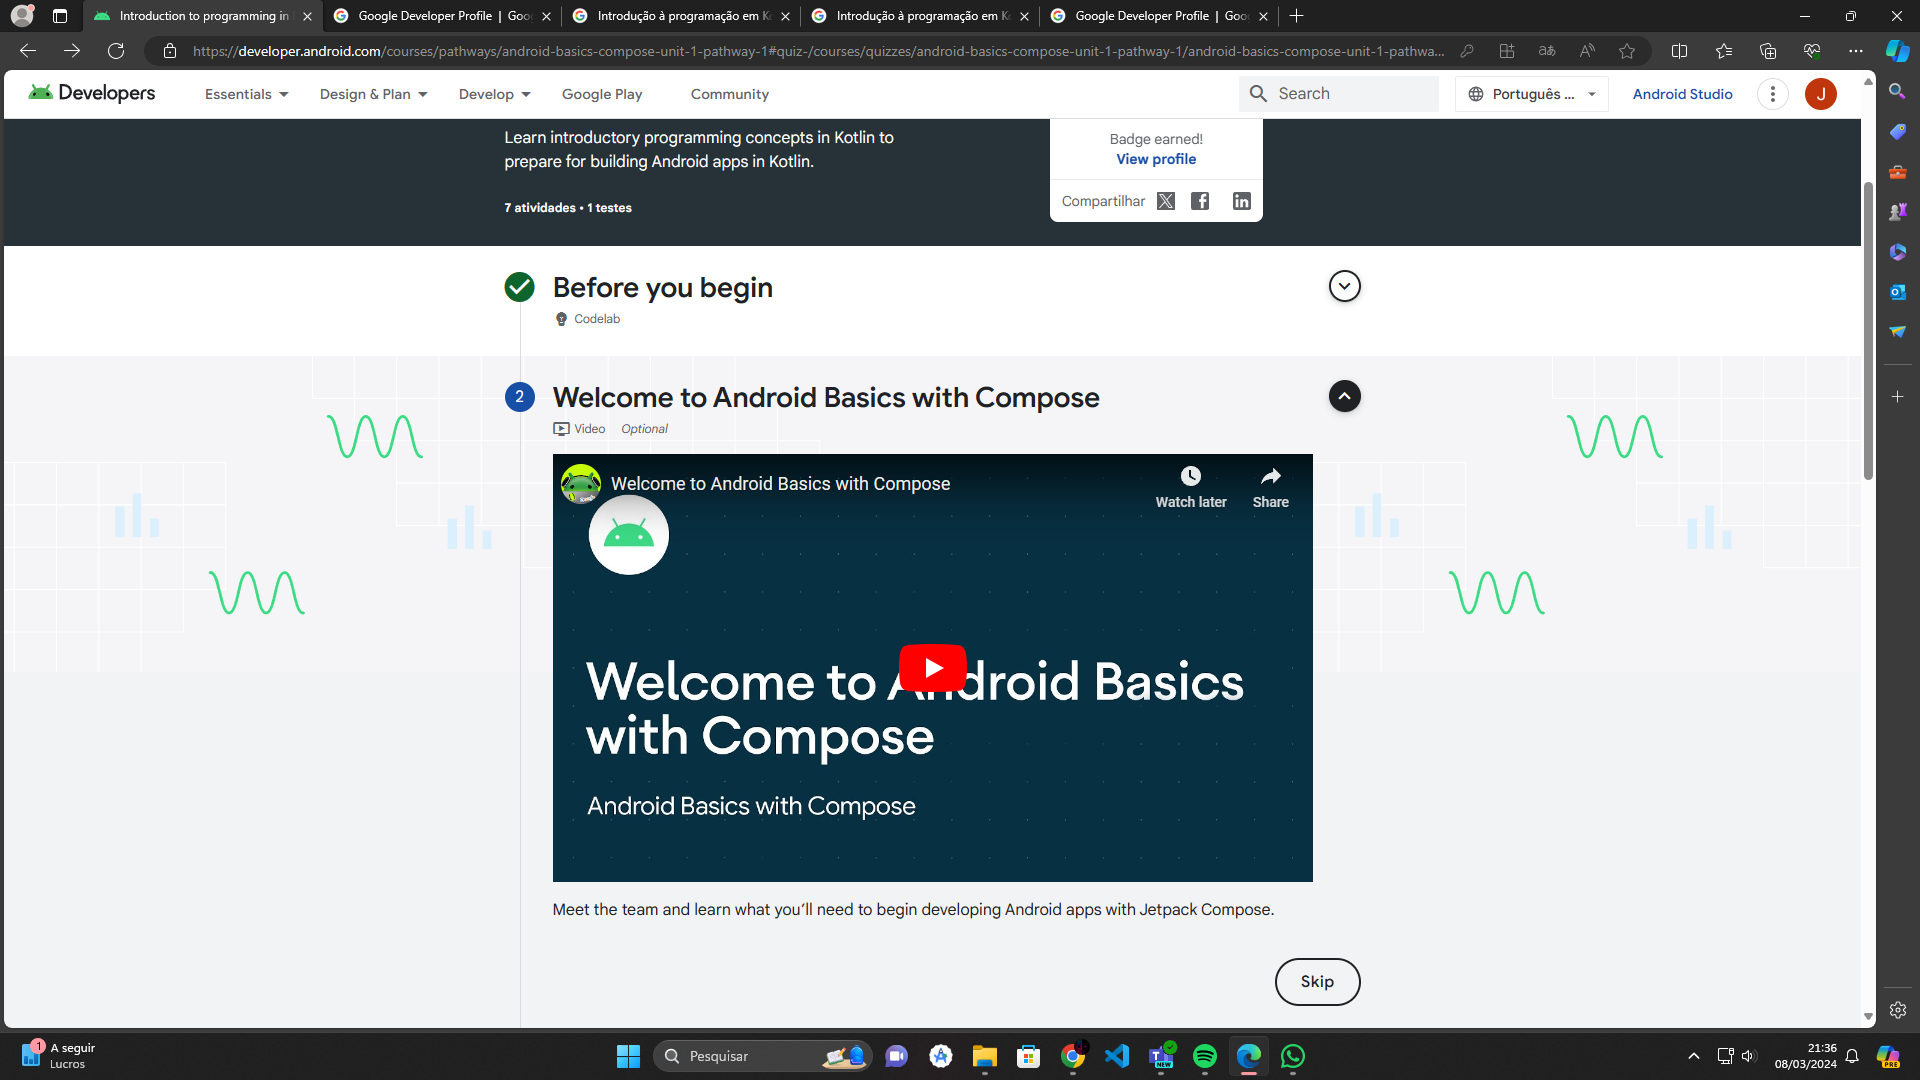 Introduction to programming in
Google Developer Profile | Goo
Introdução à programação em Ko
Introdução à programação em Ko
Google Developer Profile | Goo
https://developer.android.com/courses/pathways/android-basics-compose-unit-1-pathway-1#quiz-/courses/quizzes/android-basics-compose-unit-1-pathway-1/android-basics-compose-unit-1-pathwa...
Developers
Essentials
Design & Plan
Develop
Google Play
Community
Search
Português ...
Android Studio
J
Learn introductory programming concepts in Kotlin to
prepare for building Android apps in Kotlin.
7 atividades • 1 testes
Badge earned!
View profile
Compartilhar
Before you begin
Codelab
2
Welcome to Android Basics with Compose
Video Optional
Welcome to Android Basics with Compose
Watch later
Share
Welcome to Android Basics
with Compose
Android Basics with Compose
Meet the team and learn what you'll need to begin developing Android apps with Jetpack Compose.
Skip
1
A seguir
Lucros
Pesquisar
NEW
21:36
08/03/2024
PRE